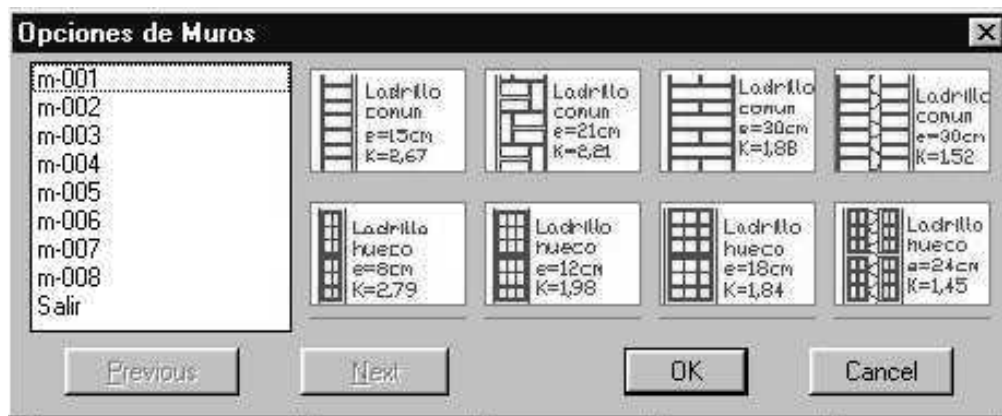 Opciones de Muros
m-001
m-002
m-003
m-004
m-005
m-006
m-007
m-008
Salir
Ladrillo
comun
e=15cm
K=2,67
Ladrillo
comun
e=21cm
K=2,21
Ladrillo
comun
e=30cm
K=1,88
Ladrillo
comun
e=30cm
K=1,52
Ladrillo
hueco
e=8cm
K=2,79
Ladrillo
hueco
e=12cm
K=1,98
Ladrillo
hueco
e=18cm
K=1,84
Ladrillo
hueco
e=24cm
K=1,45
Previous
Next
OK
Cancel